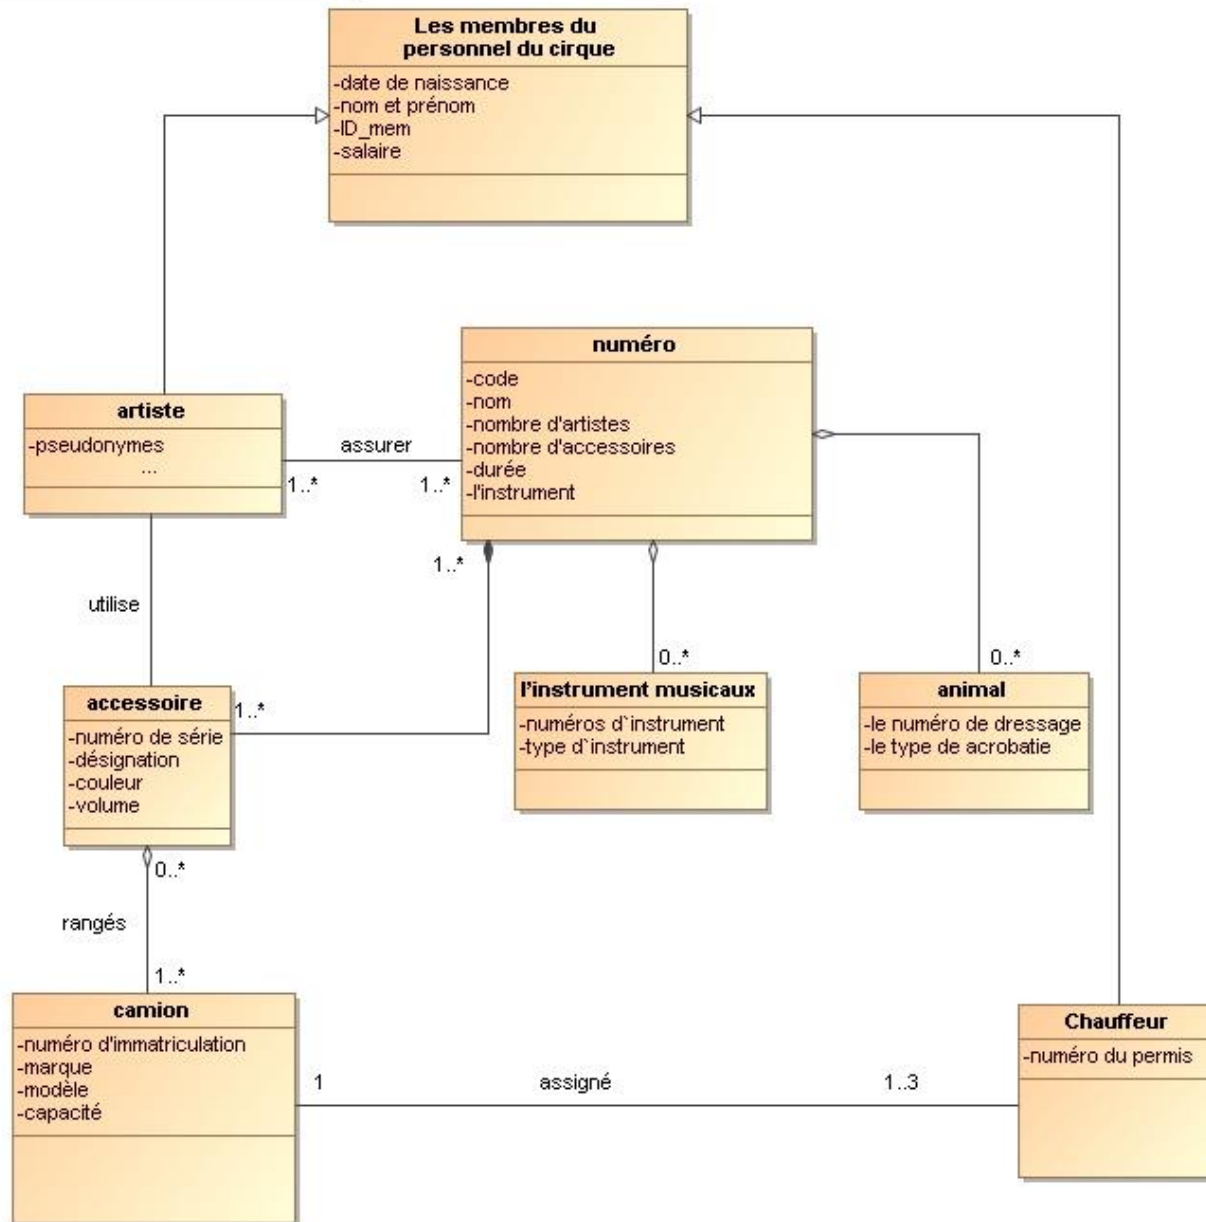 Les membres du
personnel du cirque
-date de naissance
-nom et prénom
-ID_mem
-salaire
numéro
-code
-nom
-nombre d'artistes
-nombre d'accessoires
-durée
-l'instrument
artiste
-pseudonymes
...
assurer
1..*
1..*
1..*
utilise
0..*
0..*
accessoire
-numéro de série
-désignation
-couleur
-volume
1..*
l'instrument musicaux
-numéros d`instrument
-type d`instrument
animal
-le numéro de dressage
-le type de acrobatie
0..*
rangés
1..*
camion
-numéro d'immatriculation
-marque
-modèle
-capacité
1
assigné
1..3
Chauffeur
-numéro du permis